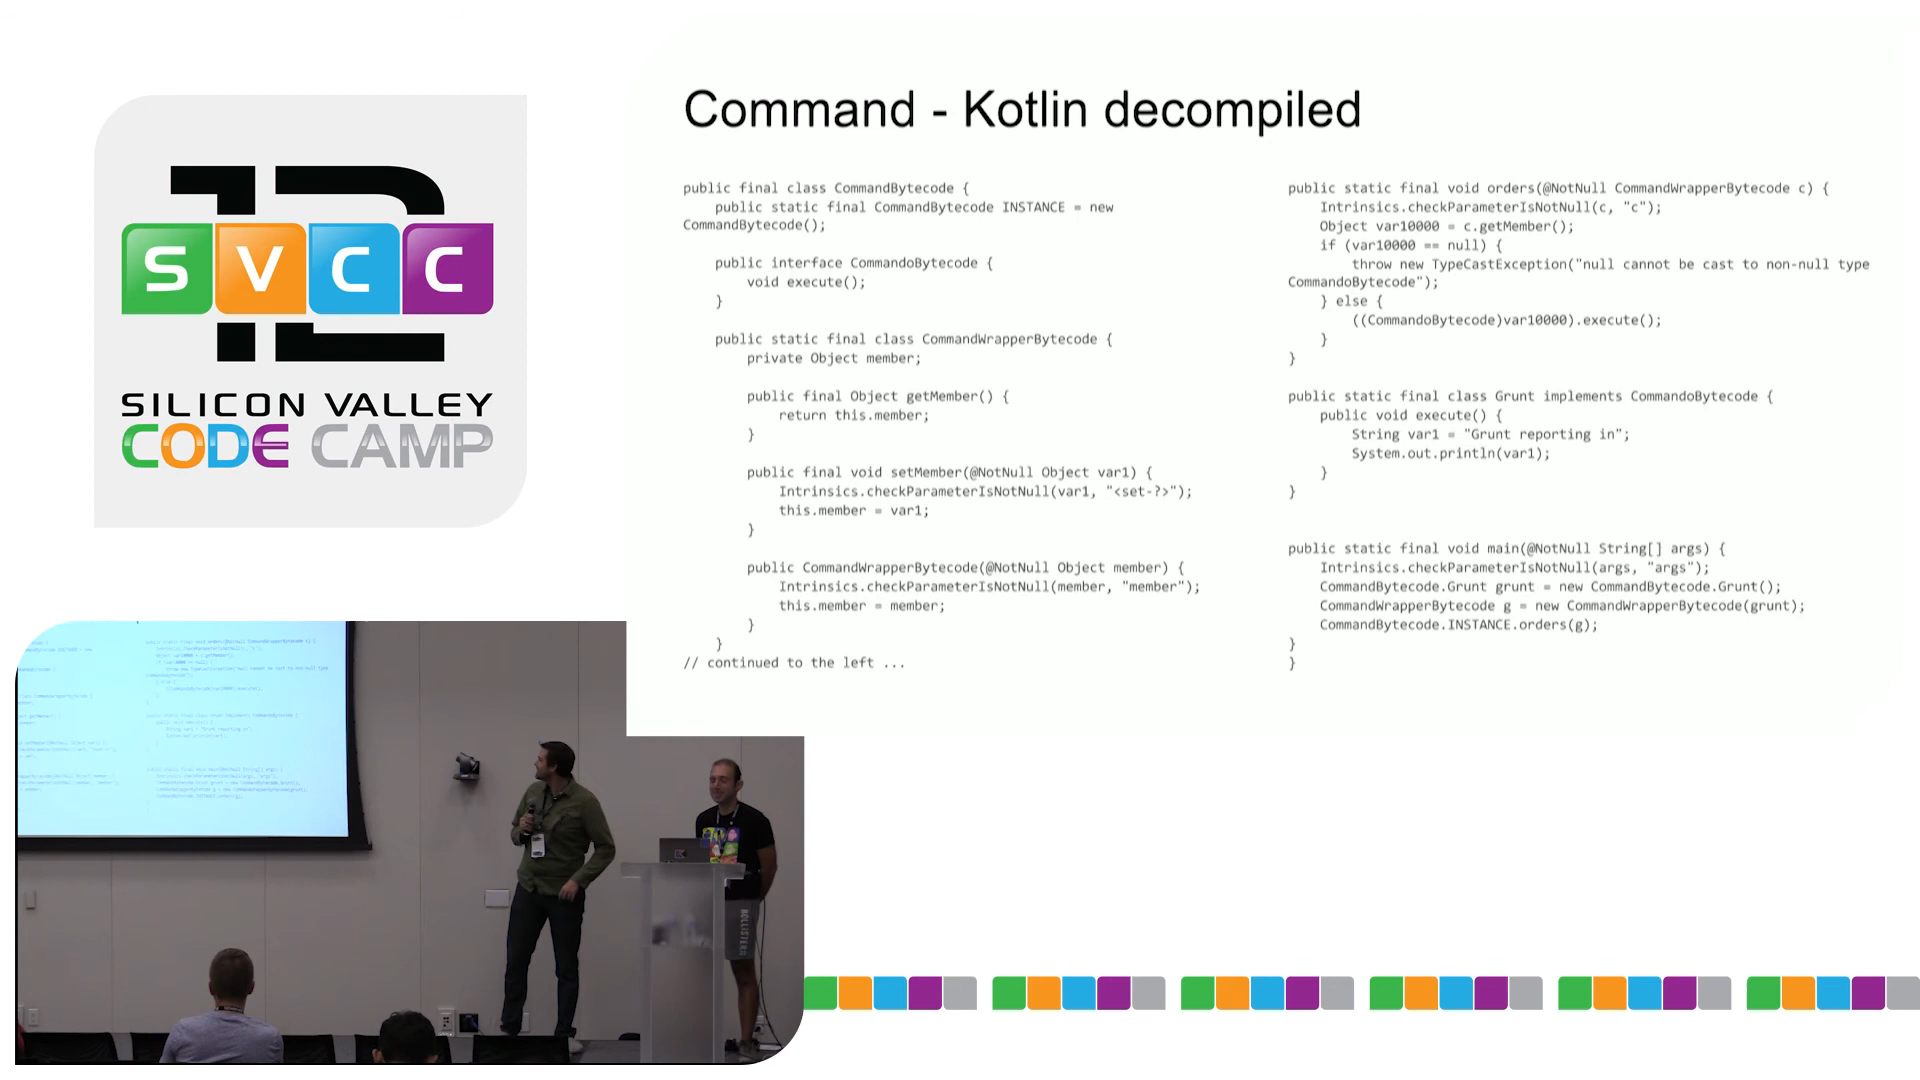 12
SVCC
SILICON VALLEY
CODE CAMP
Command - Kotlin decompiled
public final class CommandBytecode {
public static final CommandBytecode INSTANCE = new
CommandBytecode();
public interface CommandoBytecode {
void execute();
}
public static final class CommandWrapperBytecode {
private Object member;
public final Object getMember() {
return this.member;
}
public final void setMember(@NotNull Object var1) {
Intrinsics.checkParameterIsNotNull(var1, "<set-?>");
this.member = var1;
}
public CommandWrapperBytecode(@NotNull Object member) {
Intrinsics.checkParameterIsNotNull(member, "member");
this.member = member;
}
}
// continued to the left ...
public static final void orders(@NotNull CommandWrapperBytecode c) {
Intrinsics.checkParameterIsNotNull(c, "c");
Object var10000 = c.getMember();
if (var10000 == null) {
throw new TypeCastException("null cannot be cast to non-null type
CommandoBytecode");
} else {
((CommandoBytecode)var10000).execute();
}
}
public static final class Grunt implements CommandoBytecode {
public void execute() {
String var1 = "Grunt reporting in";
System.out.println(var1);
}
}
public static final void main(@NotNull String[] args) {
Intrinsics.checkParameterIsNotNull(args, "args");
CommandBytecode.Grunt grunt = new CommandBytecode.Grunt();
CommandWrapperBytecode g = new CommandWrapperBytecode(grunt);
CommandBytecode.INSTANCE.orders(g);
}
}
HOLLISTER